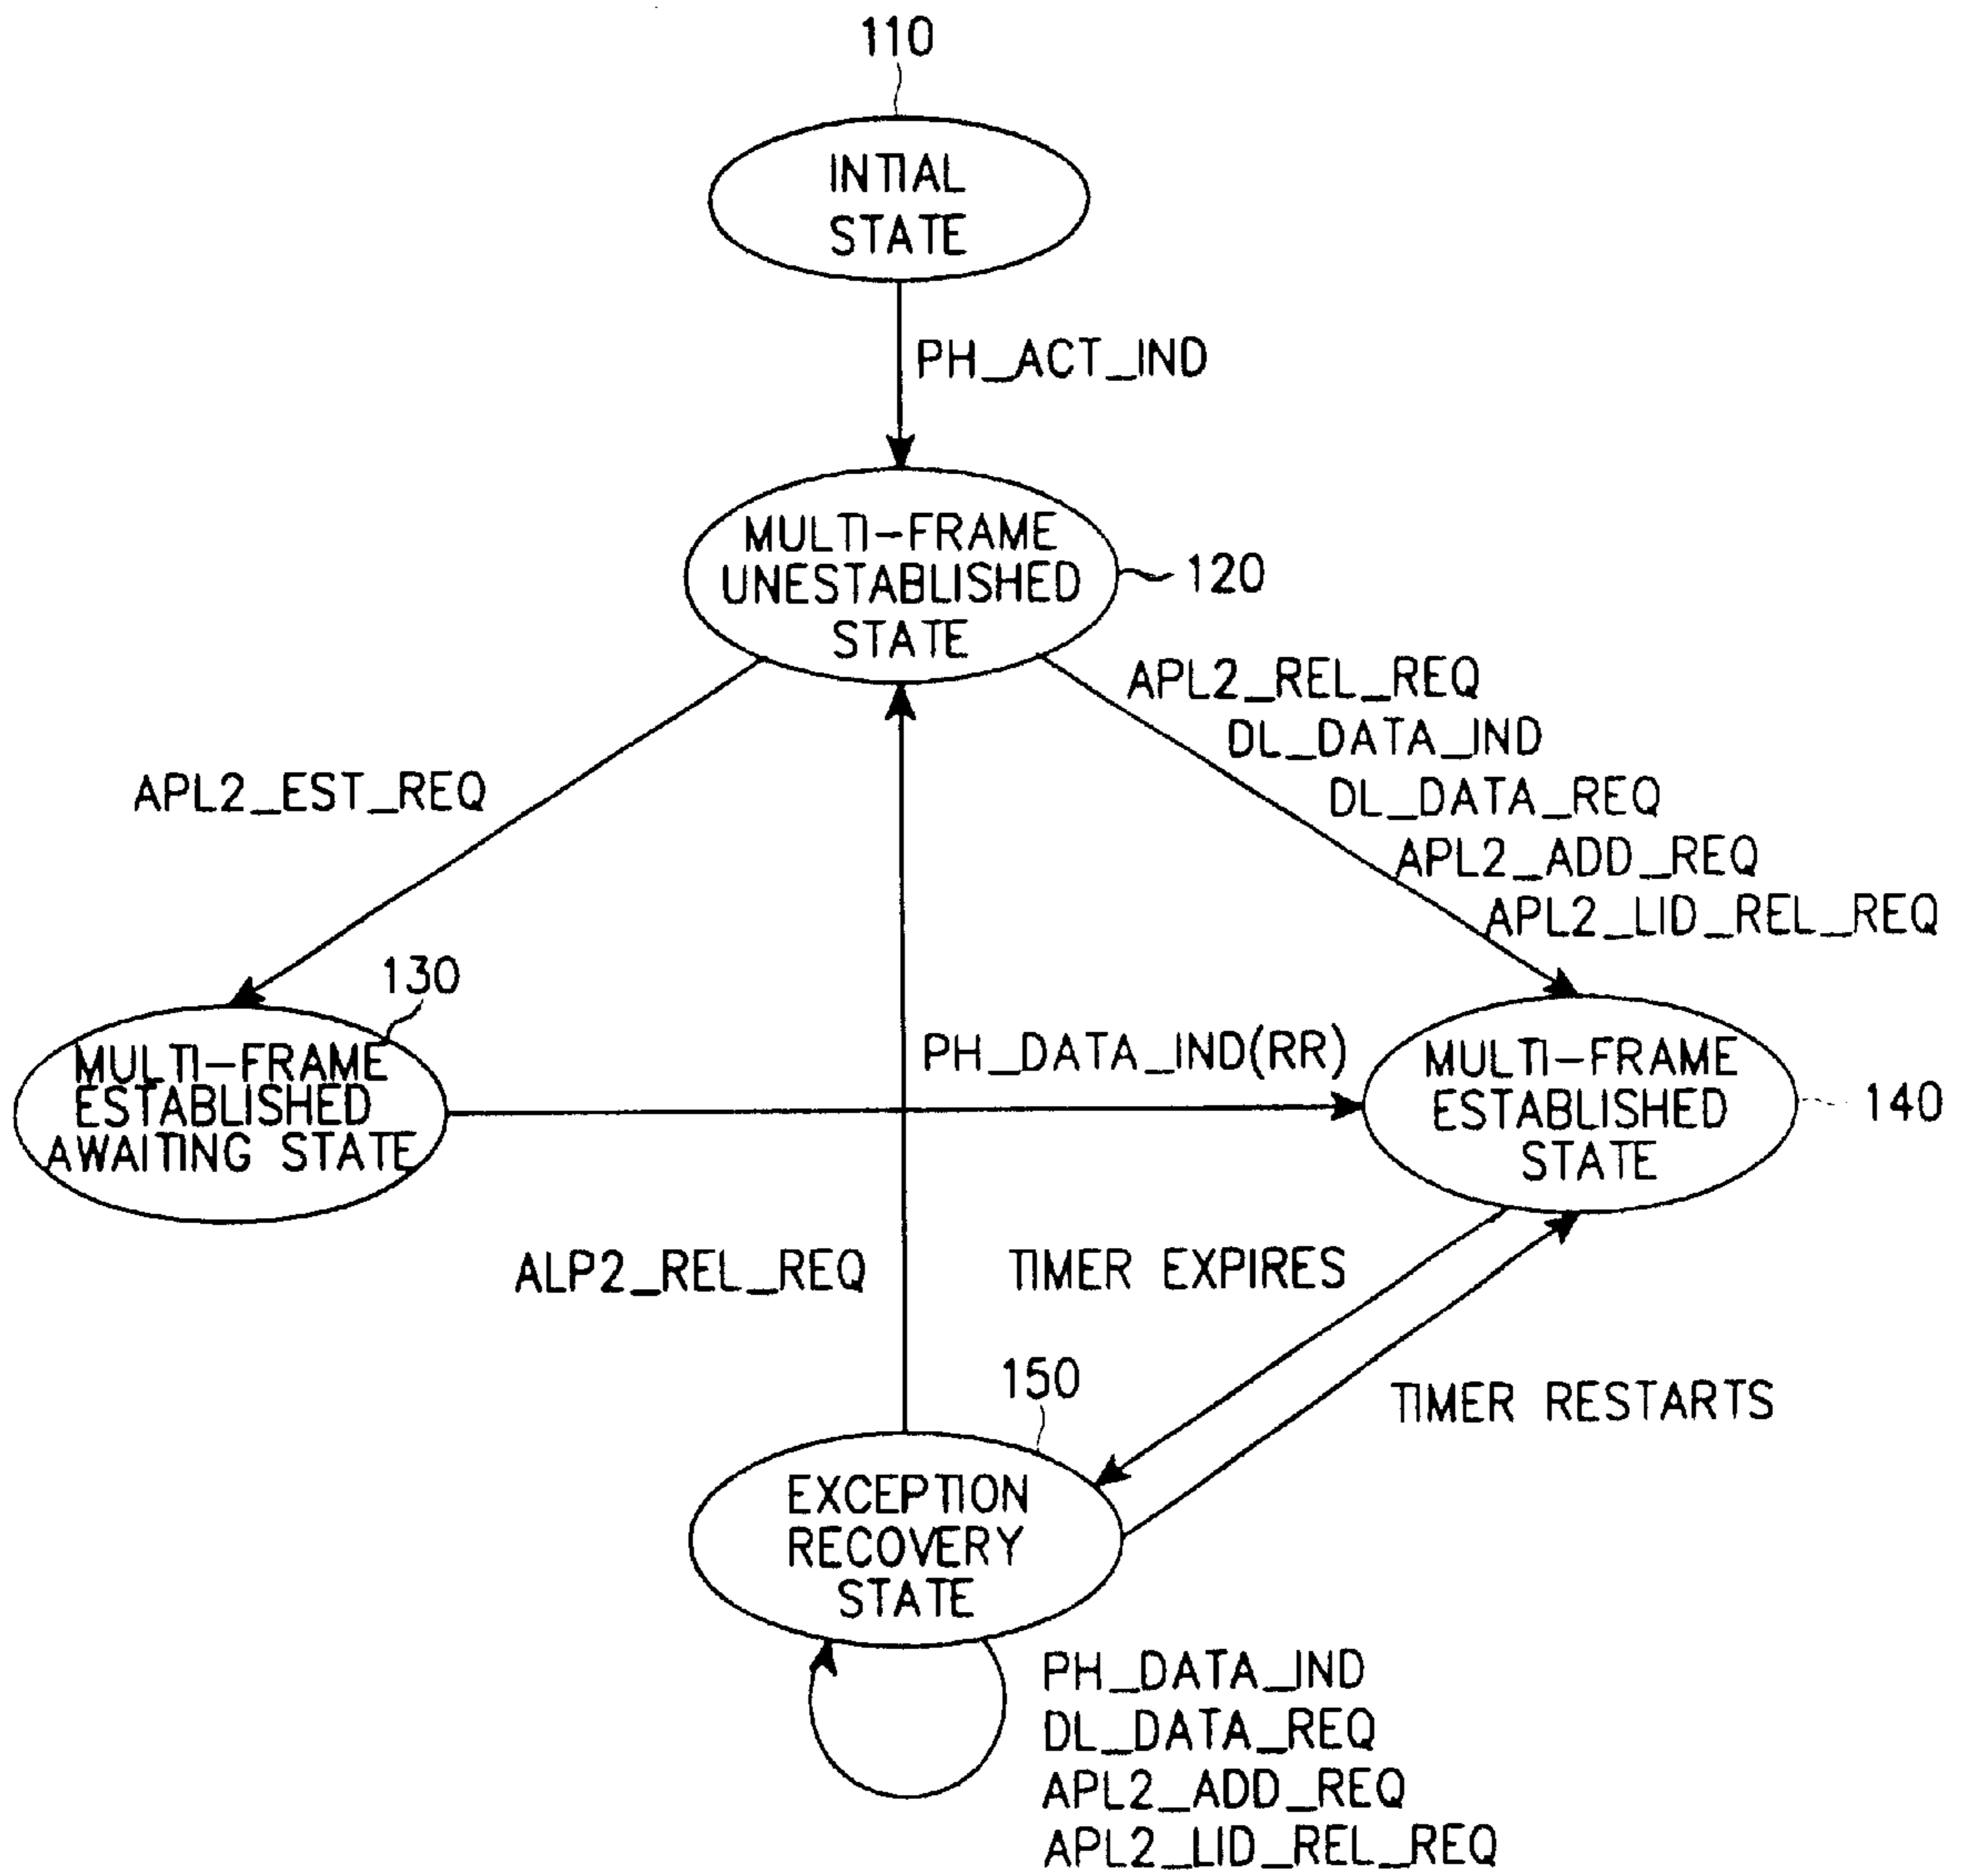 110
INTIAL
STATE
PH_ACT_IND
MULTI-FRAME
UNESTABLISHED
STATE
120
APL2_REL_REQ
DL_DATA_IND
DL_DATA_REQ
APL2_ADD_REQ
APL2_LID_REL_REQ
APL2_EST_REQ
130
MULTI-FRAME
ESTABLISHED
AWAITING STATE
PH_DATA_IND(RR)
MULTI-FRAME
ESTABLISHED
STATE
140
ALP2_REL_REQ
TIMER EXPIRES
TIMER RESTARTS
150
EXCEPTION
RECOVERY
STATE
PH_DATA_IND
DL_DATA_REQ
APL2_ADD_REQ
APL2_LID_REL_REQ